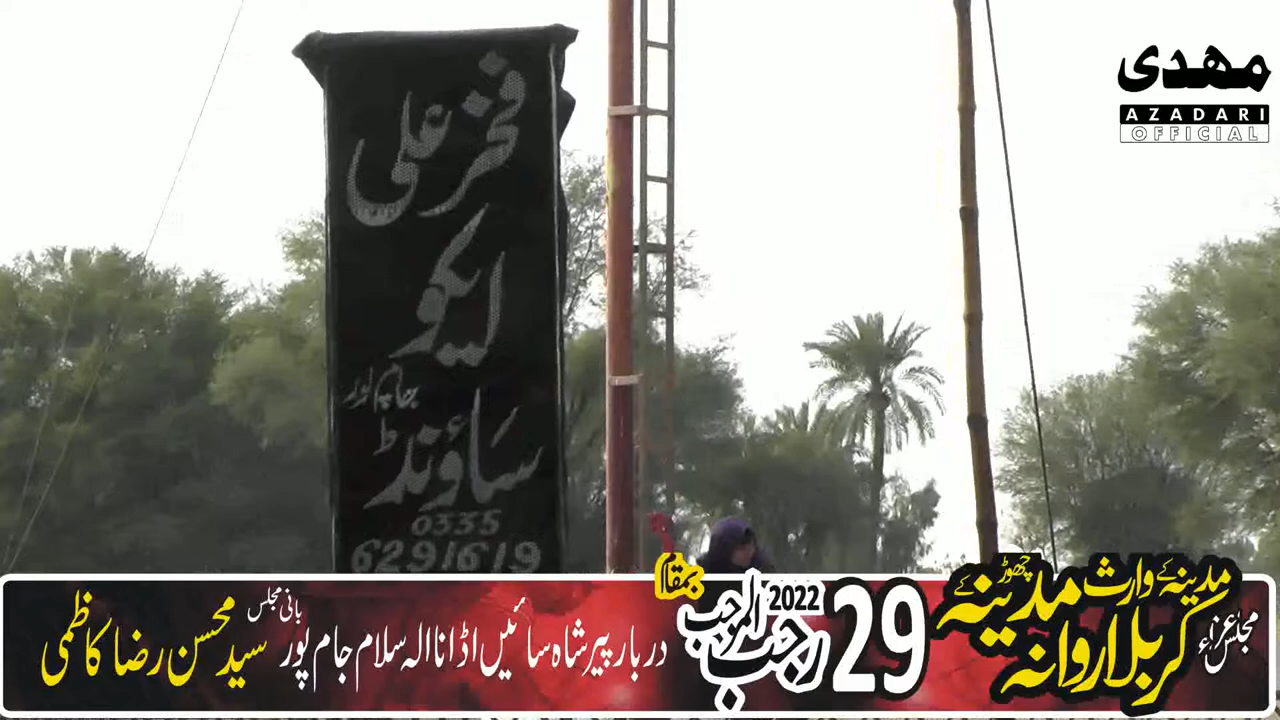 مهدی
AZADARI
OFFICIAL
فخر علی
ایکو
جام پور
ساؤنڈ
0335
6291619
مجلس عزاء
مدینہ کے وارث مدینہ چھوڑ کے
کربلا روانہ
29
رجب
المرجب
2022
بمقام
دربار پیر شاہ سائیں اڈا نا الہ سلام جام پور
بانی مجلس
سید محسن رضا کاظمی